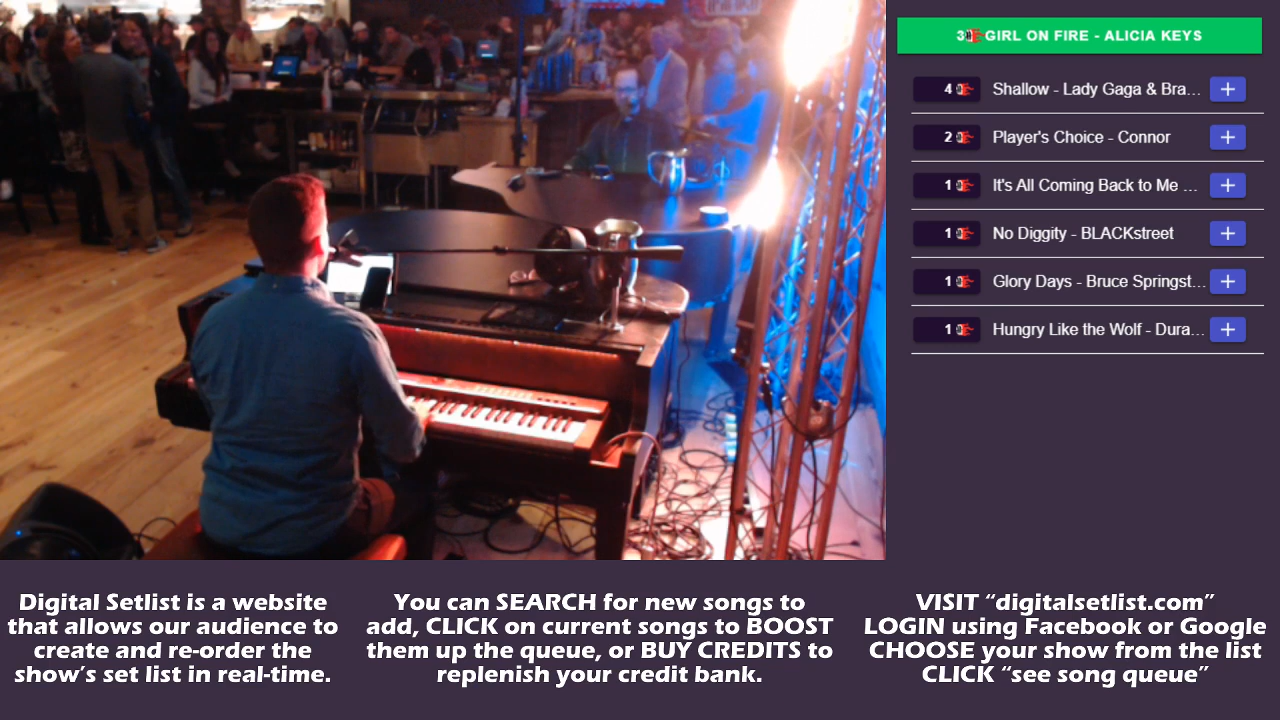 3 GIRL ON FIRE - ALICIA KEYS
4 Shallow - Lady Gaga & Bra...
2 Player's Choice - Connor
1 It's All Coming Back to Me ...
1 No Diggity - BLACKstreet
1 Glory Days - Bruce Springst...
1 Hungry Like the Wolf - Dura...
Digital Setlist is a website
that allows our audience to
create and re-order the
show's set list in real-time.
You can SEARCH for new songs to
add, CLICK on current songs to BOOST
them up the queue, or BUY CREDITS to
replenish your credit bank.
VISIT "digitalsetlist.com"
LOGIN using Facebook or Google
CHOOSE your show from the list
CLICK "see song queue"